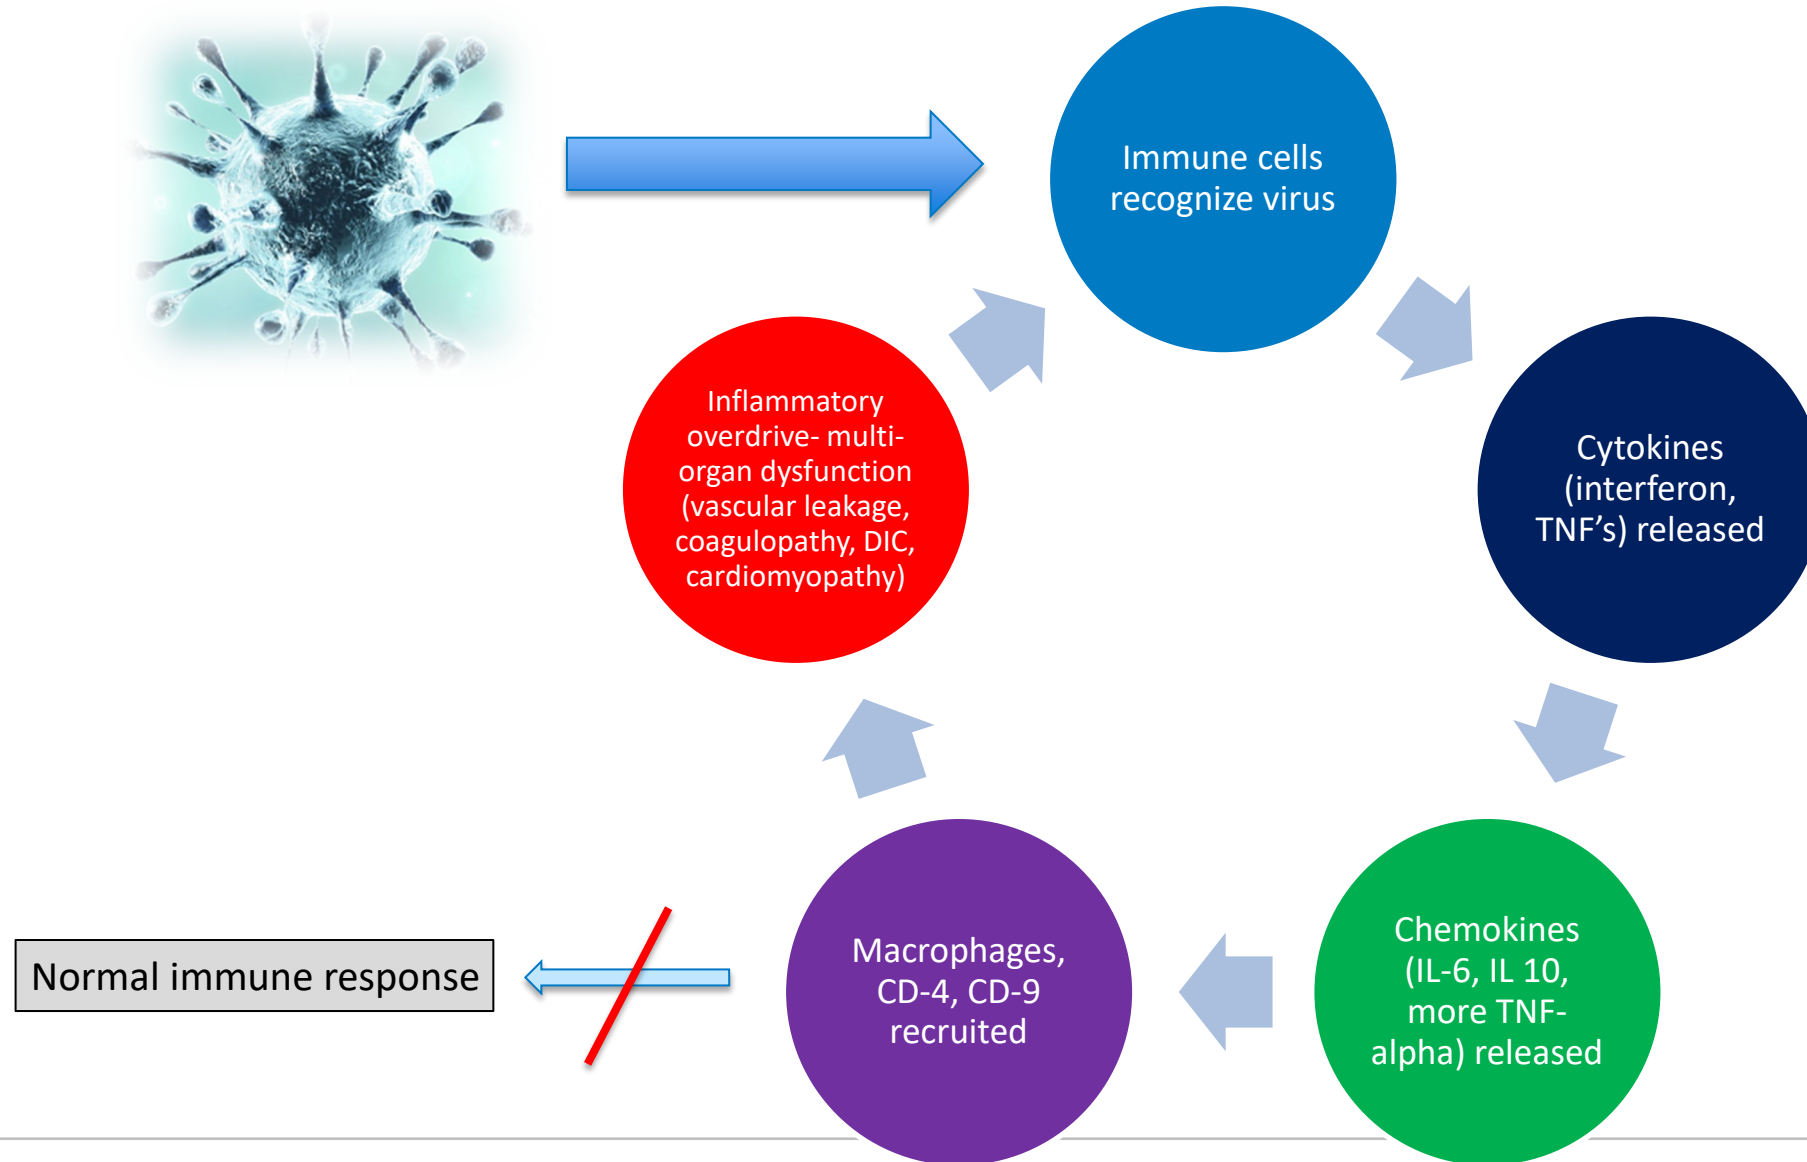 Immune cells
recognize virus
Cytokines
(interferon,
TNF’s) released
Chemokines
(IL-6, IL 10,
more TNF-
alpha) released
Macrophages,
CD-4, CD-9
recruited
Inflammatory
overdrive- multi-
organ dysfunction
(vascular leakage,
coagulopathy, DIC,
cardiomyopathy)
Normal immune response